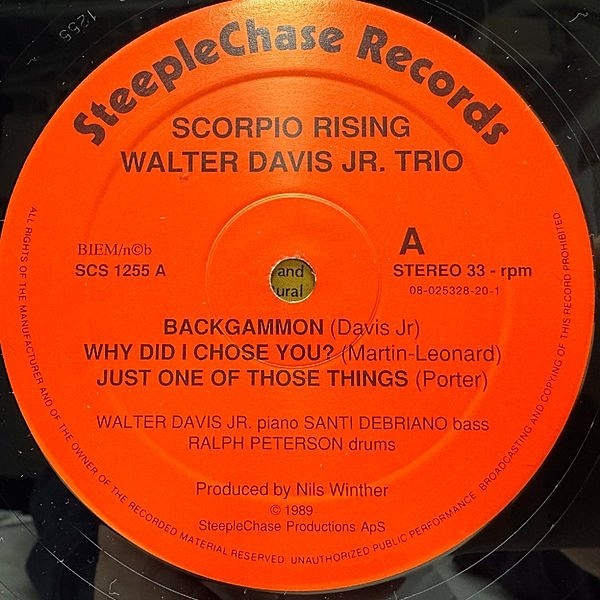 1255
SteepleChase Records
SCORPIO RISING
WALTER DAVIS JR. TRIO
BIEM/n©b
SCS 1255 A
A
STEREO 33 - rpm
08-025328-20-1
and
ural
BACKGAMMON (Davis Jr)
WHY DID I CHOSE YOU? (Martin-Leonard)
JUST ONE OF THOSE THINGS (Porter)
WALTER DAVIS JR. piano SANTI DEBRIANO bass
RALPH PETERSON drums
Produced by Nils Winther
© 1989
SteepleChase Productions ApS
ALL RIGHTS OF THE MANUFACTURER AND OF THE OWNER OF THE RECORDED MATERIAL RESERVED. UNAUTHORIZED PUBLIC PERFORMANCE BROADCASTING AND COPYING OF THIS RECORD PROHIBITED